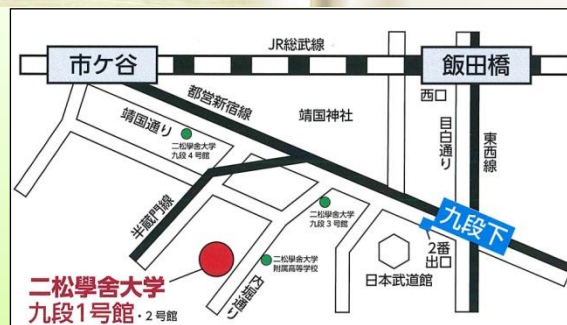 JR総武線
市ケ谷
飯田橋
西口
都営新宿線
靖国神社
靖国通り
目白通り
東西線
二松學舍大学
九段4号館
半蔵門線
二松學舍大学
九段3号館
九段下
2番
出口
二松學舍大学
附属高等学校
内堀通り
日本武道館
二松學舍大学
九段1号館・2号館